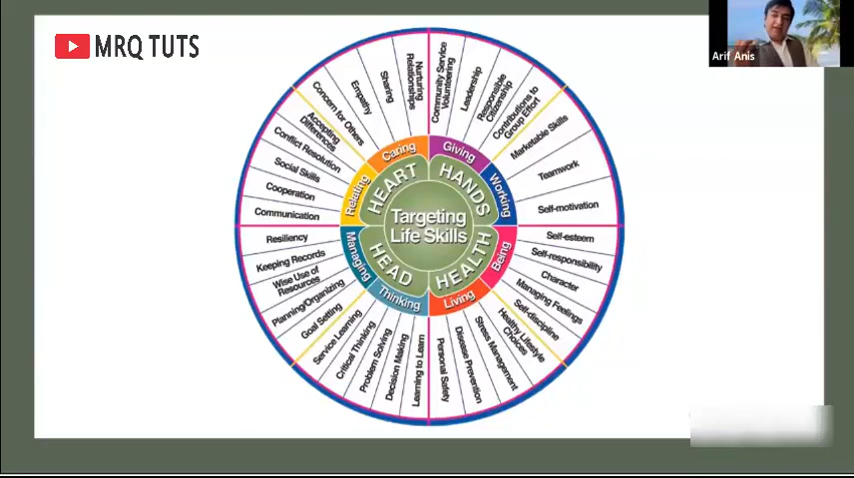 MRQ TUTS
Arif Anis
Targeting
Life Skills
HEART
HANDS
HEALTH
HEAD
Caring
Giving
Working
Being
Living
Thinking
Managing
Relating
Nurturing
Relationships
Sharing
Empathy
Concern for Others
Community Service
Volunteering
Leadership
Responsible
Citizenship
Contributions to
Group Effort
Marketable Skills
Teamwork
Self-motivation
Self-esteem
Self-responsibility
Character
Managing Feelings
Self-discipline
Healthy Lifestyle
Choices
Stress Management
Disease Prevention
Personal Safety
Learning to Learn
Decision Making
Problem Solving
Critical Thinking
Service Learning
Goal Setting
Planning/Organizing
Wise Use of
Resources
Keeping Records
Resiliency
Communication
Cooperation
Social Skills
Conflict Resolution
Accepting
Differences